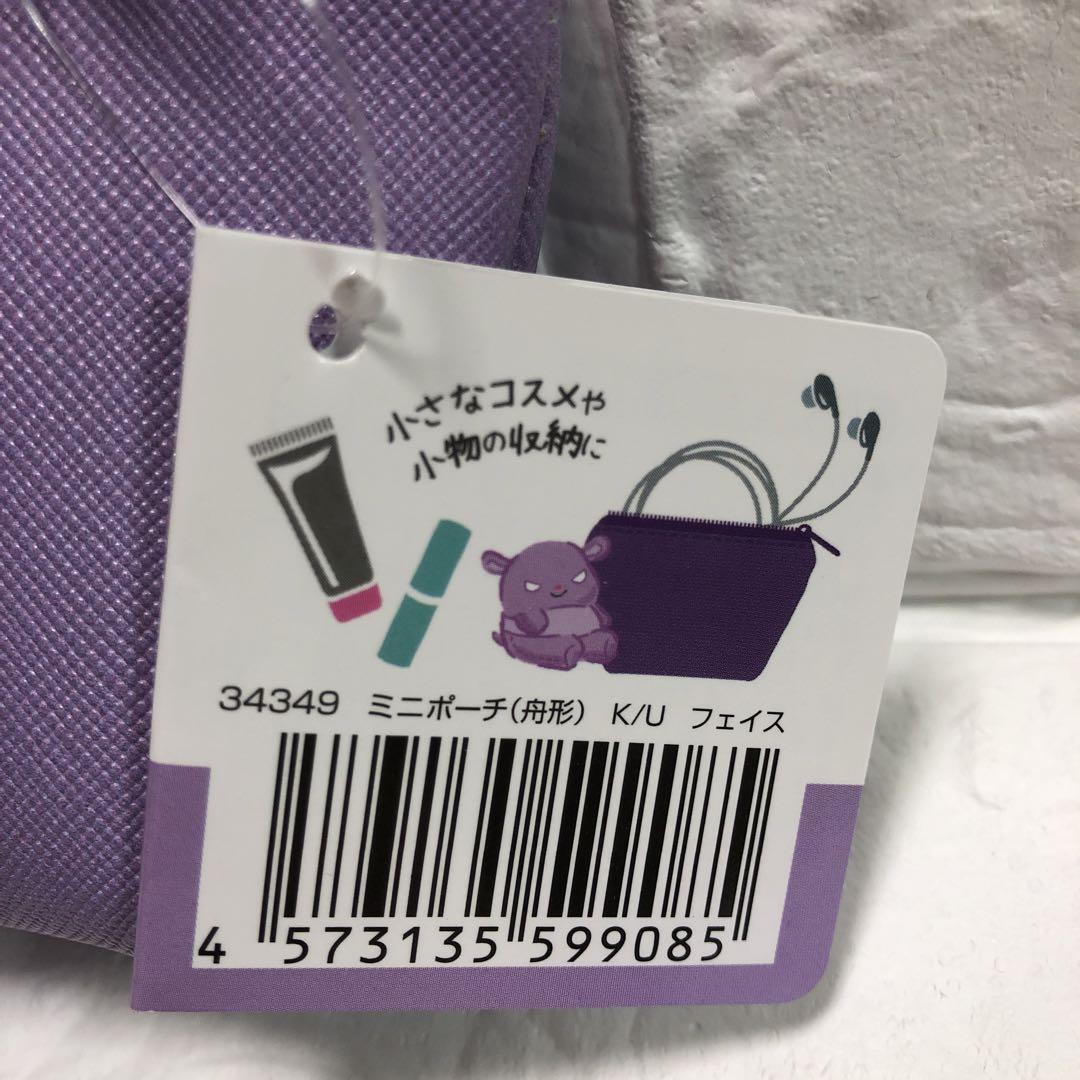 小さなコスメや
小物の収納に
34349 ミニポーチ(舟形) K/U フェイス
4 573135 599085